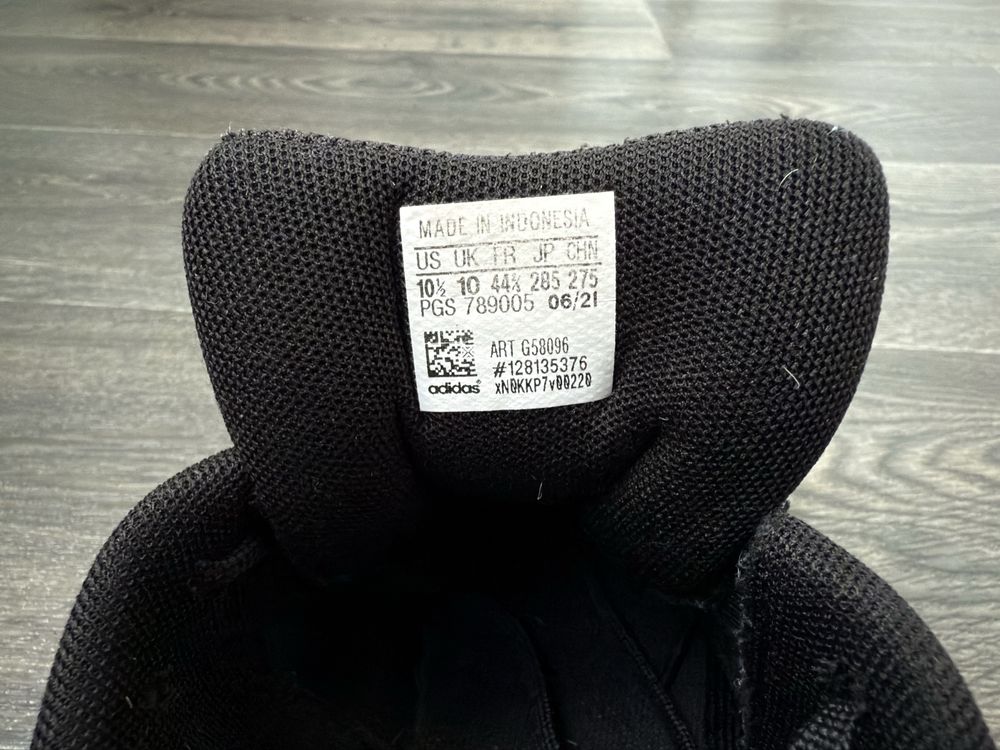 MADE IN INDONESIA
US UK FR JP CHN
10½ 10 44⅔ 285 275
PGS 789005 06/21
ART G58096
#128135376
adidas® xN0KKP7v00220